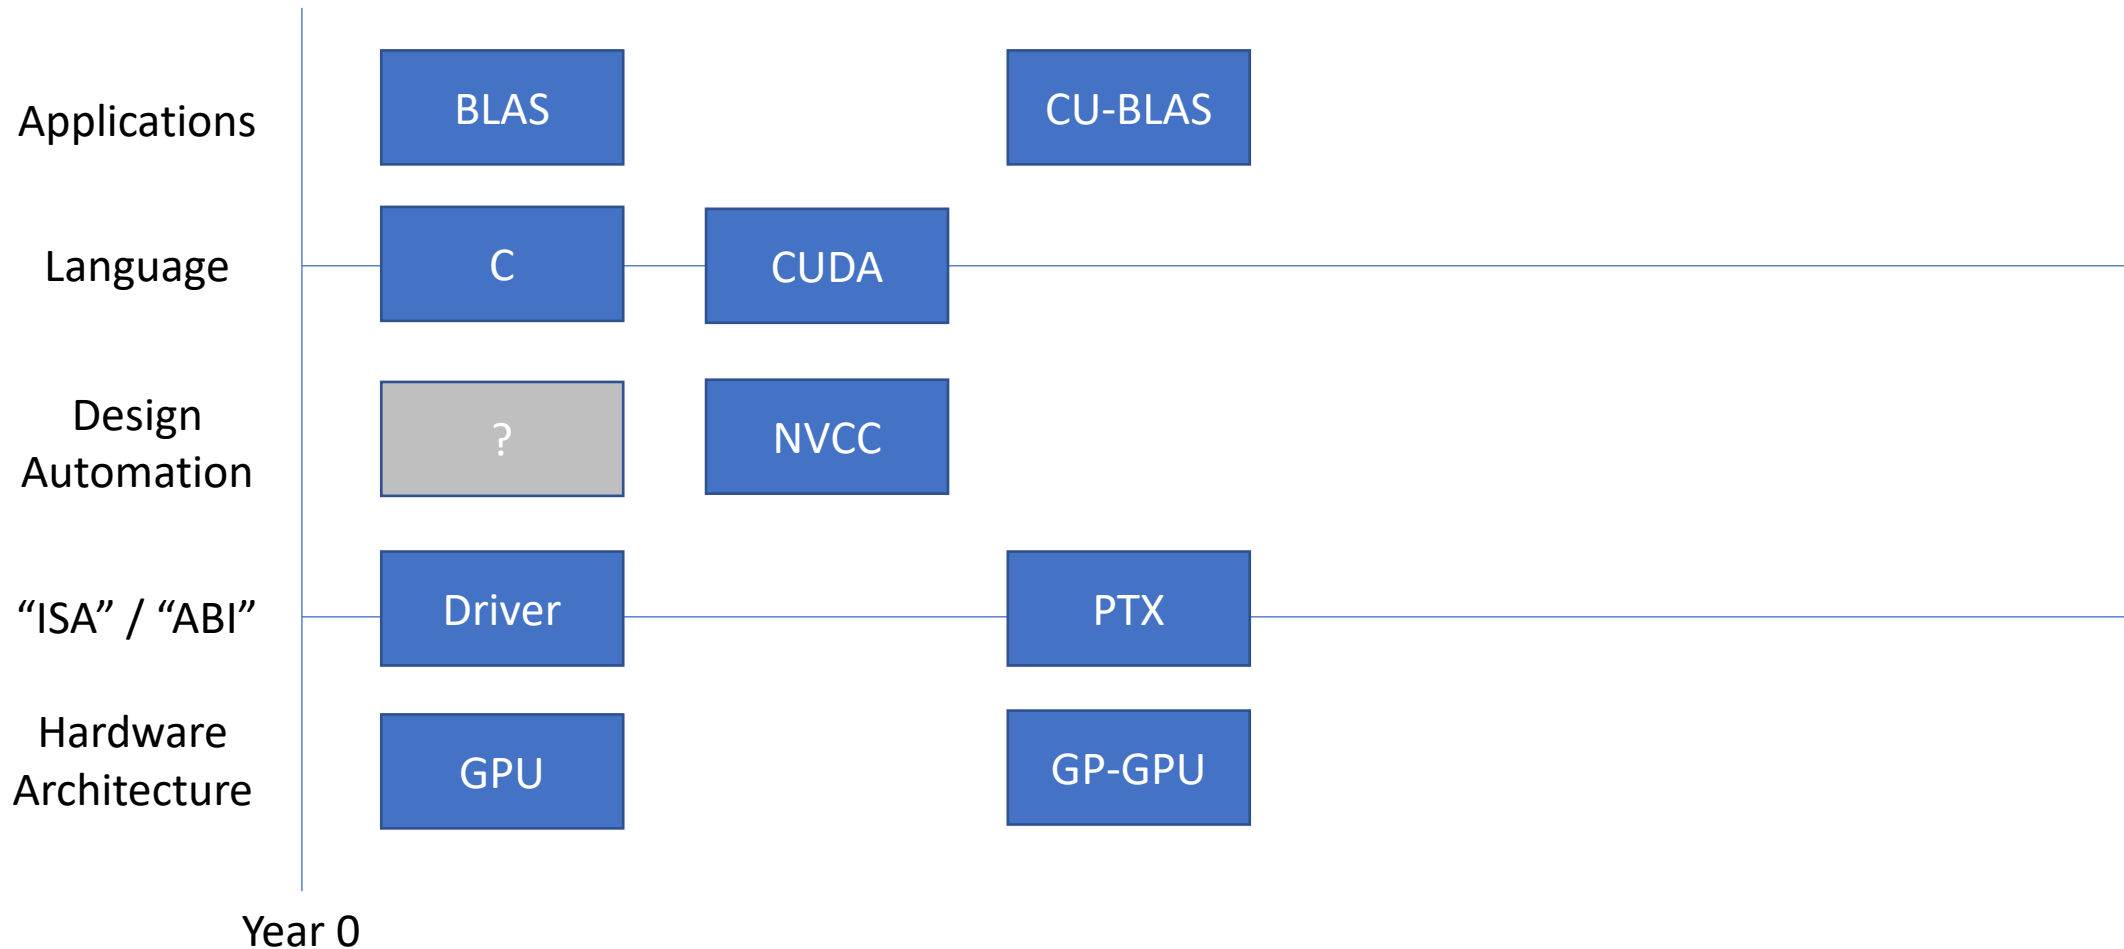 Applications
BLAS
CU-BLAS
Language
C
CUDA
Design
Automation
?
NVCC
“ISA” / “ABI”
Driver
PTX
Hardware
Architecture
GPU
GP-GPU
Year 0